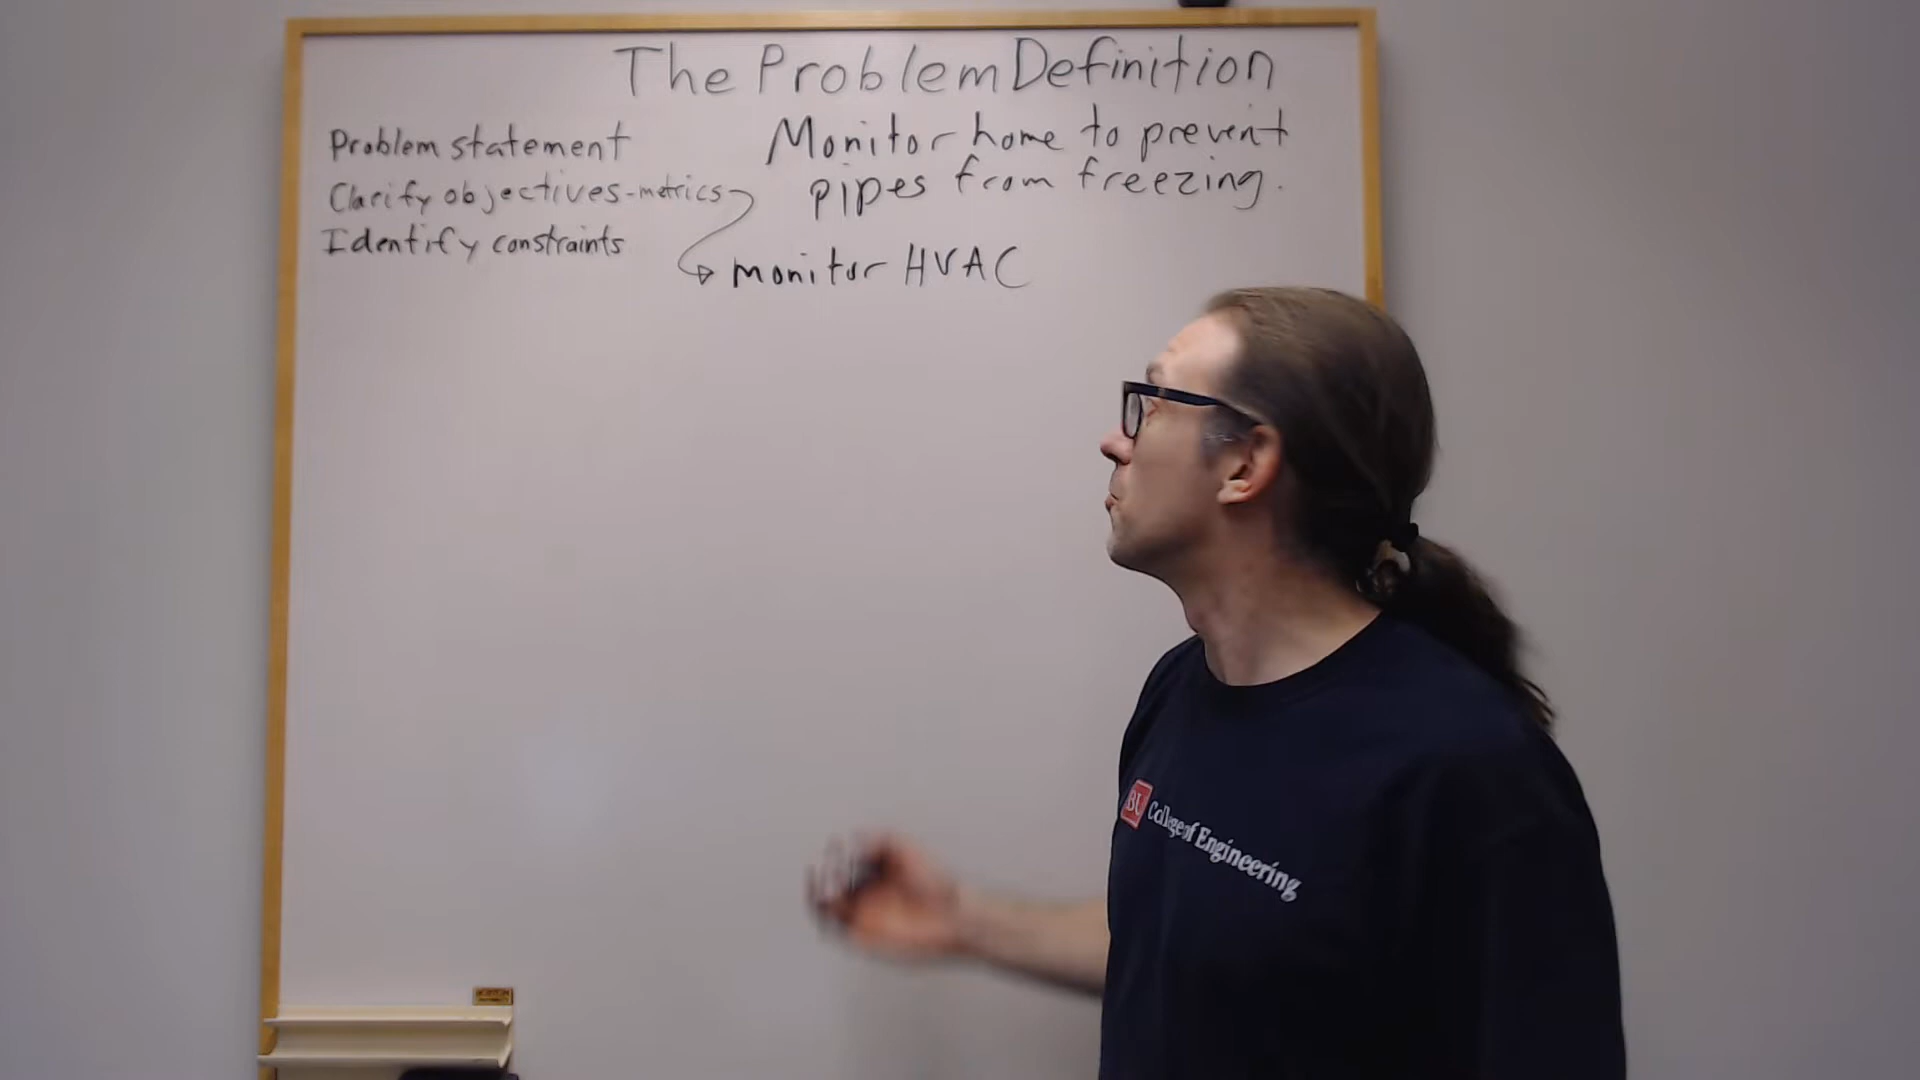 The Problem Definition
Problem statement
Clarify objectives-metrics
Identify constraints
Monitor home to prevent
pipes from freezing.
monitor HVAC
BU College of Engineering